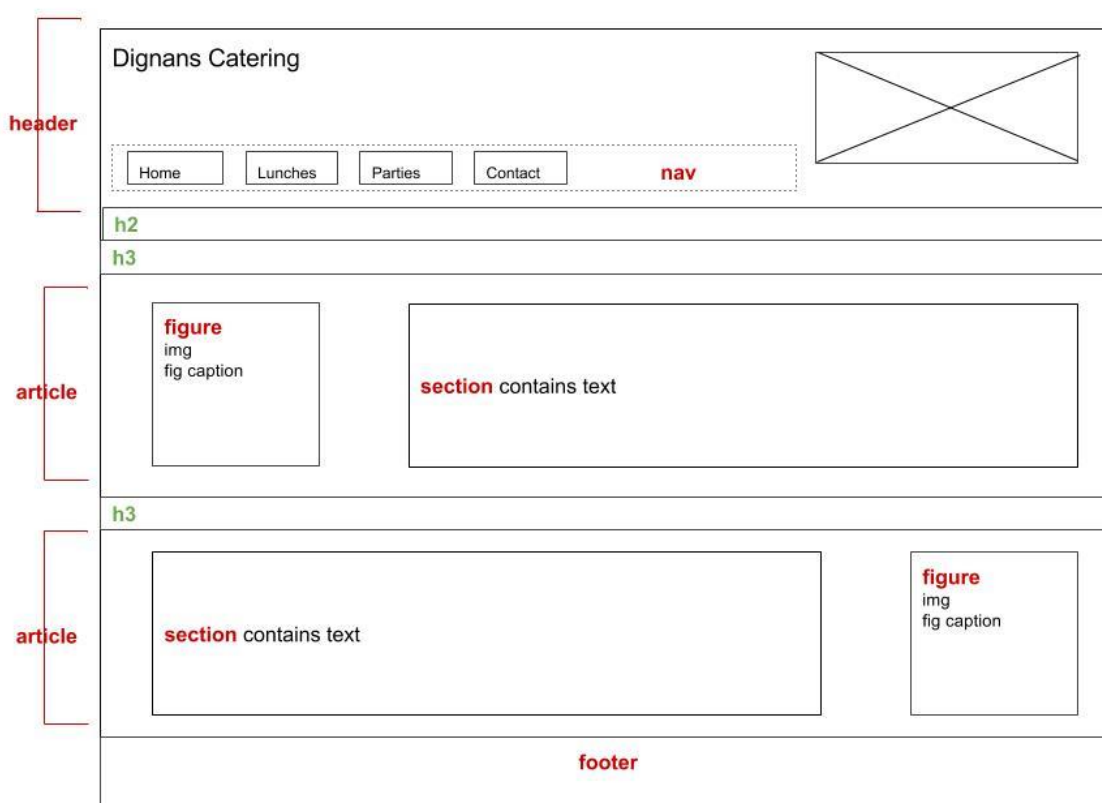 Dignans Catering
header
Home
Lunches
Parties
Contact
nav
h2
h3
article
figure
img
fig caption
section contains text
h3
article
section contains text
figure
img
fig caption
footer